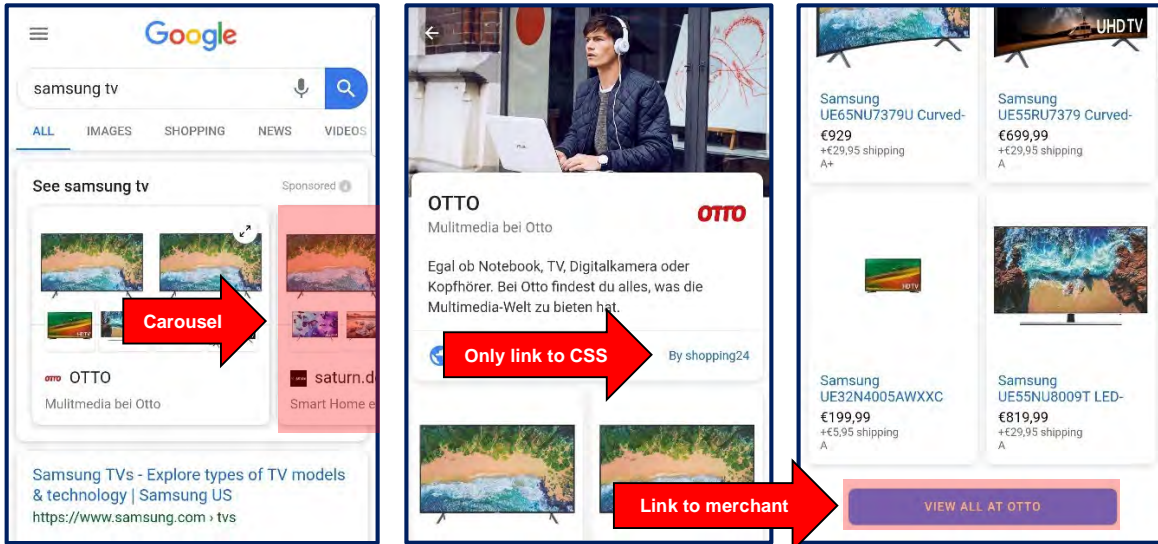 Google
samsung tv
ALL IMAGES SHOPPING NEWS VIDEOS
See samsung tv
Sponsored
Carousel
HDTV
OTTO OTTO
Mulitmedia bei Otto
saturn.d
Smart Home e
Samsung TVs - Explore types of TV models
& technology | Samsung US
https://www.samsung.com › tvs
OTTO
Mulitmedia bei Otto
OTTO
Egal ob Notebook, TV, Digitalkamera oder
Kopfhörer. Bei Otto findest du alles, was die
Multimedia-Welt zu bieten hat.
Only link to CSS
By shopping24
Link to merchant
UHDTV
Samsung
UE65NU7379U Curved-
€929
+€29,95 shipping
A+
Samsung
UE55RU7379 Curved-
€699,99
+€29,95 shipping
A
HDTV
Samsung
UE32N4005AWXXC
€199,99
+€5,95 shipping
A
Samsung
UE55NU8009T LED-
€819,99
+€29,95 shipping
A
VIEW ALL AT OTTO